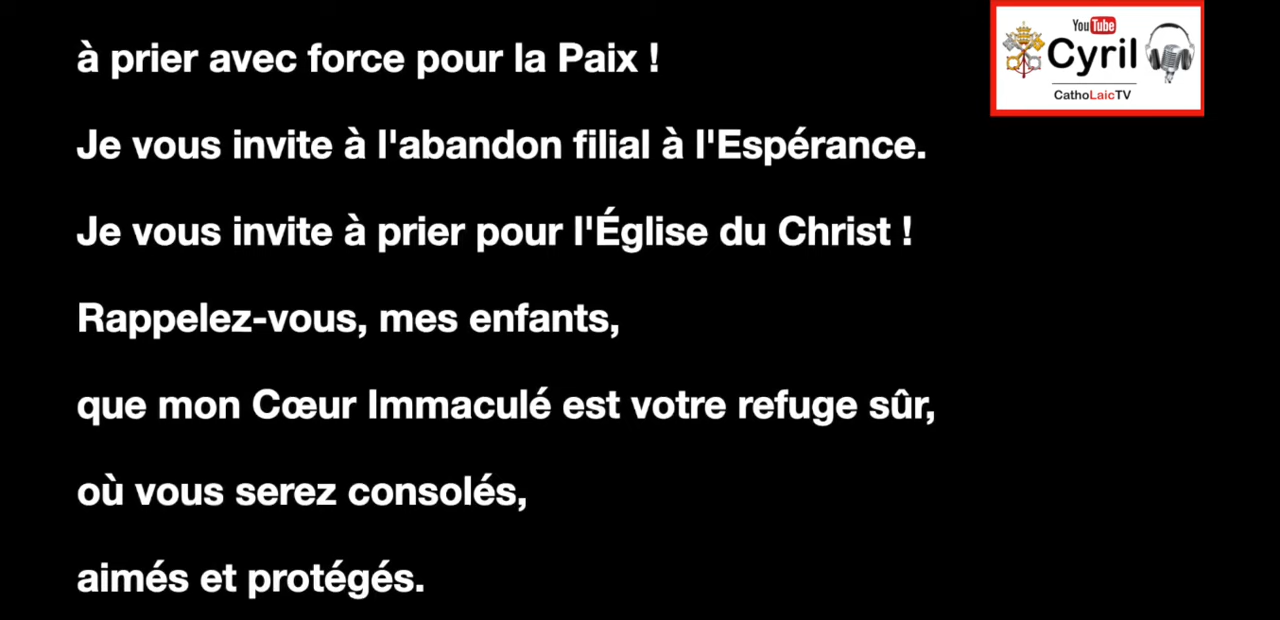 à prier avec force pour la Paix !
Je vous invite à l'abandon filial à l'Espérance.
Je vous invite à prier pour l'Église du Christ !
Rappelez-vous, mes enfants,
que mon Cœur Immaculé est votre refuge sûr,
où vous serez consolés,
aimés et protégés.
YouTube
Cyril
CathoLaicTV